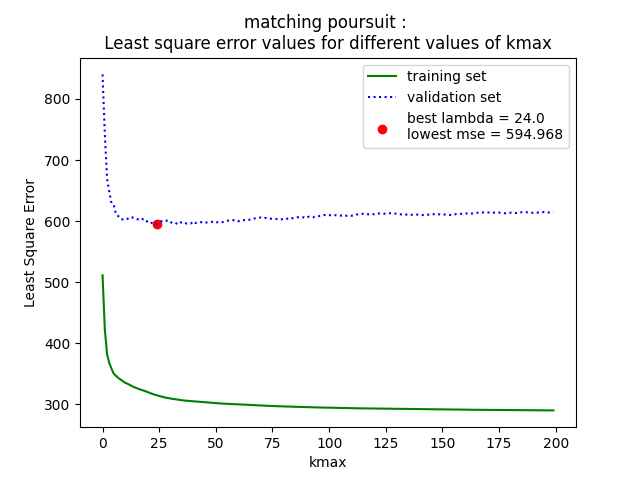 matching poursuit :
Least square error values for different values of kmax
training set
validation set
best lambda = 24.0
lowest mse = 594.968
800
700
600
500
400
300
Least Square Error
0
25
50
75
100
125
150
175
200
kmax